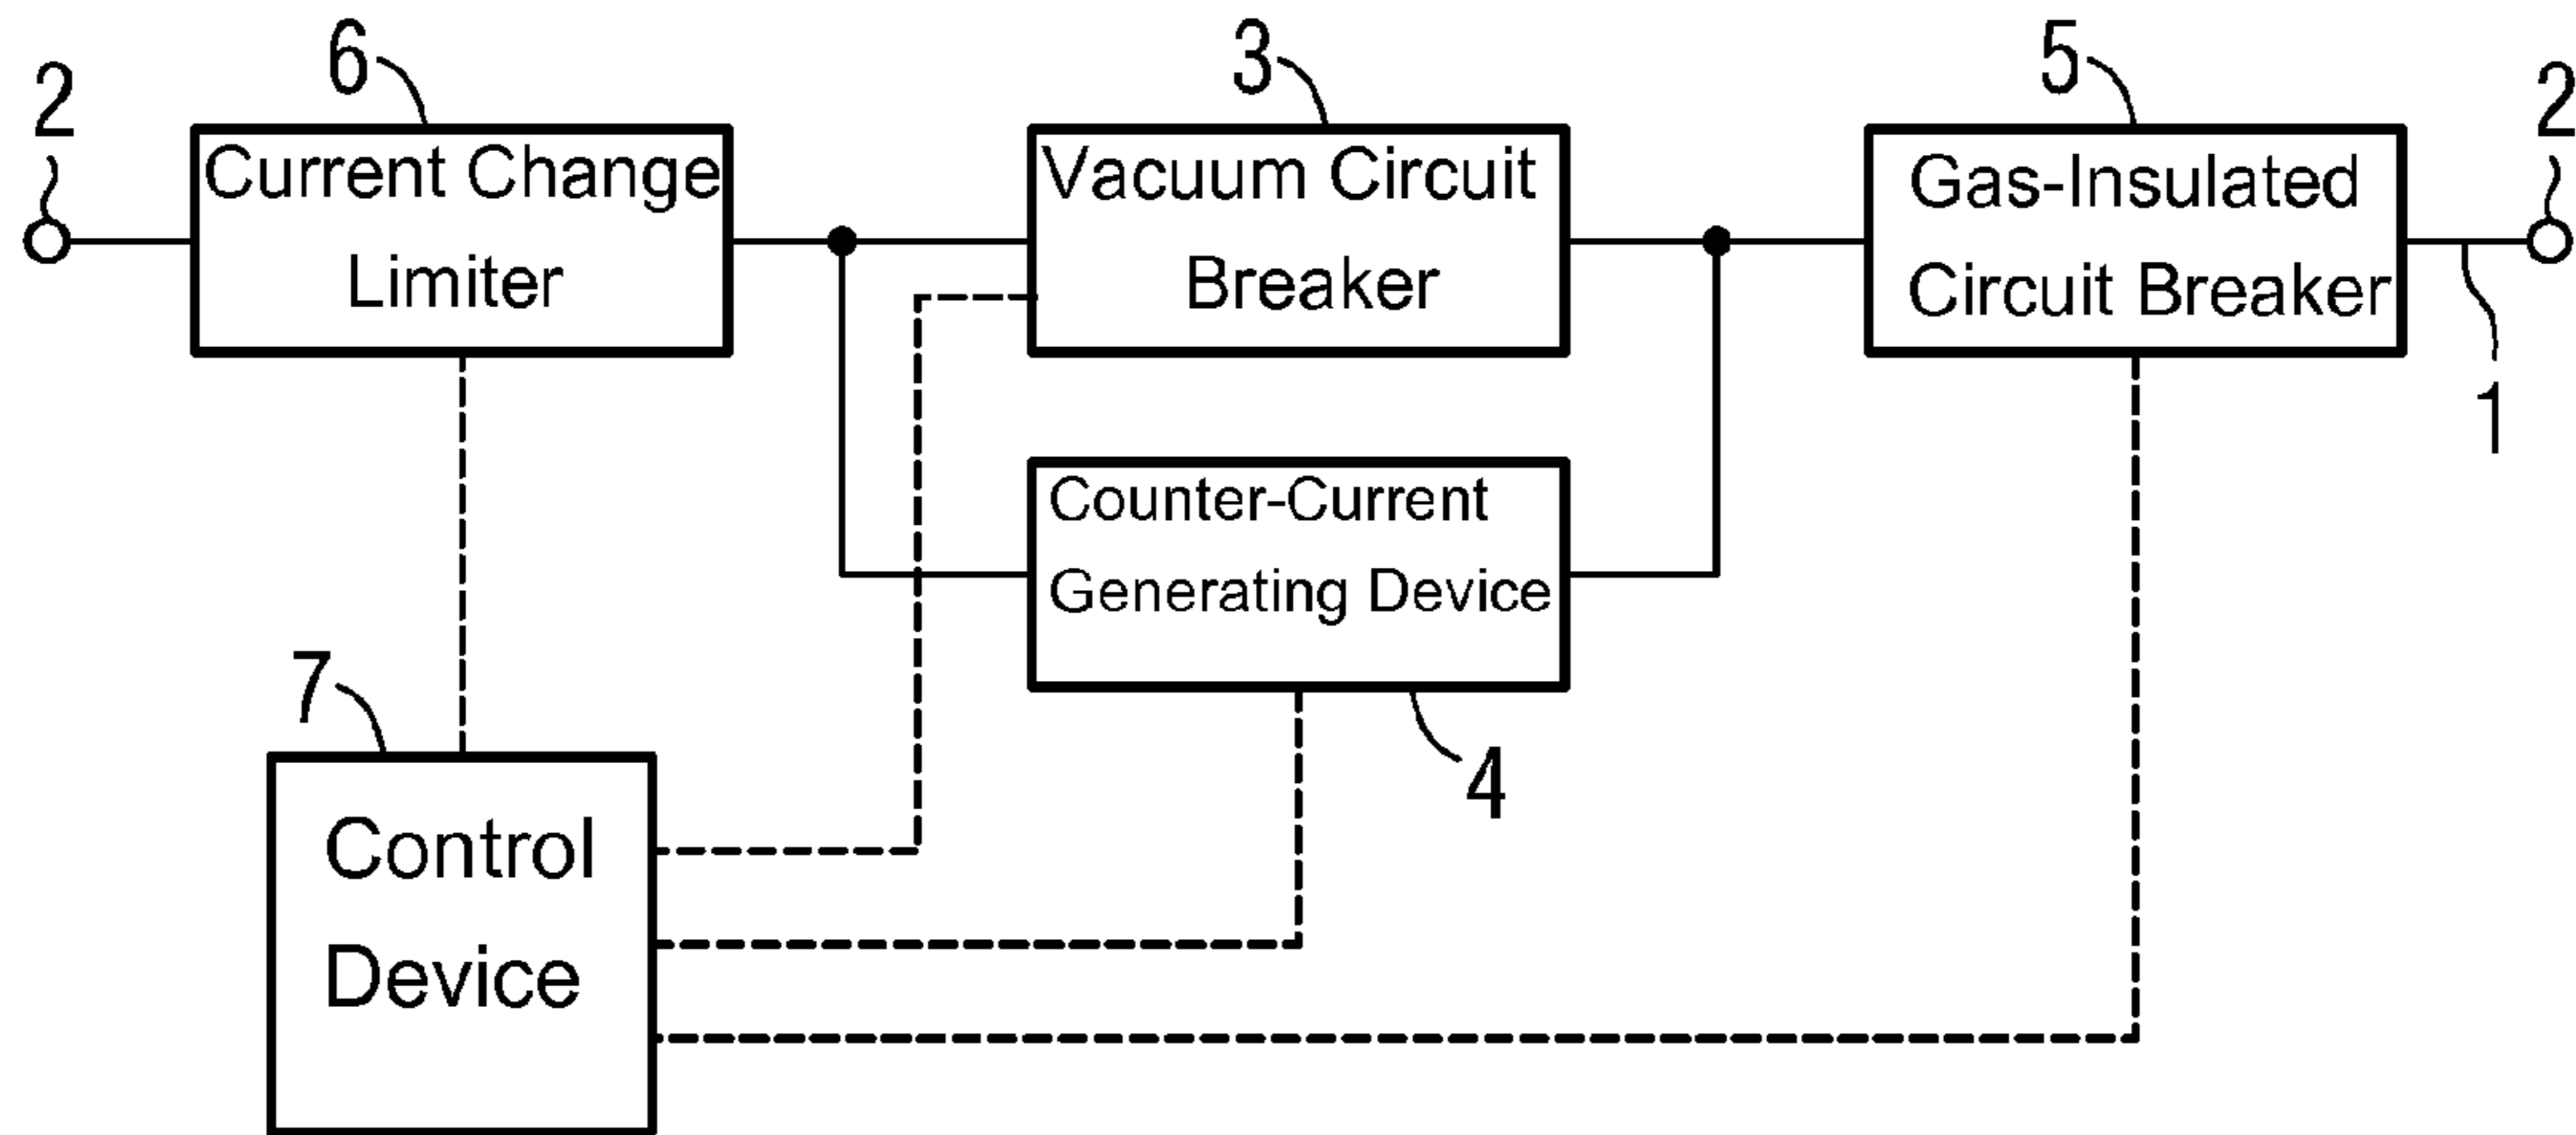 6
3
5
2
2
Current Change
Limiter
Vacuum Circuit
Breaker
Gas-Insulated
Circuit Breaker
1
Counter-Current
Generating Device
4
7
Control
Device